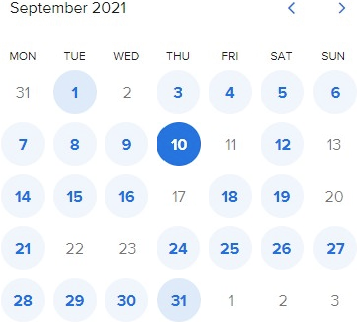 September 2021
MON TUE WED THU FRI SAT SUN
31 1 2 3 4 5 6
7 8 9 10 11 12 13
14 15 16 17 18 19 20
21 22 23 24 25 26 27
28 29 30 31 1 2 3